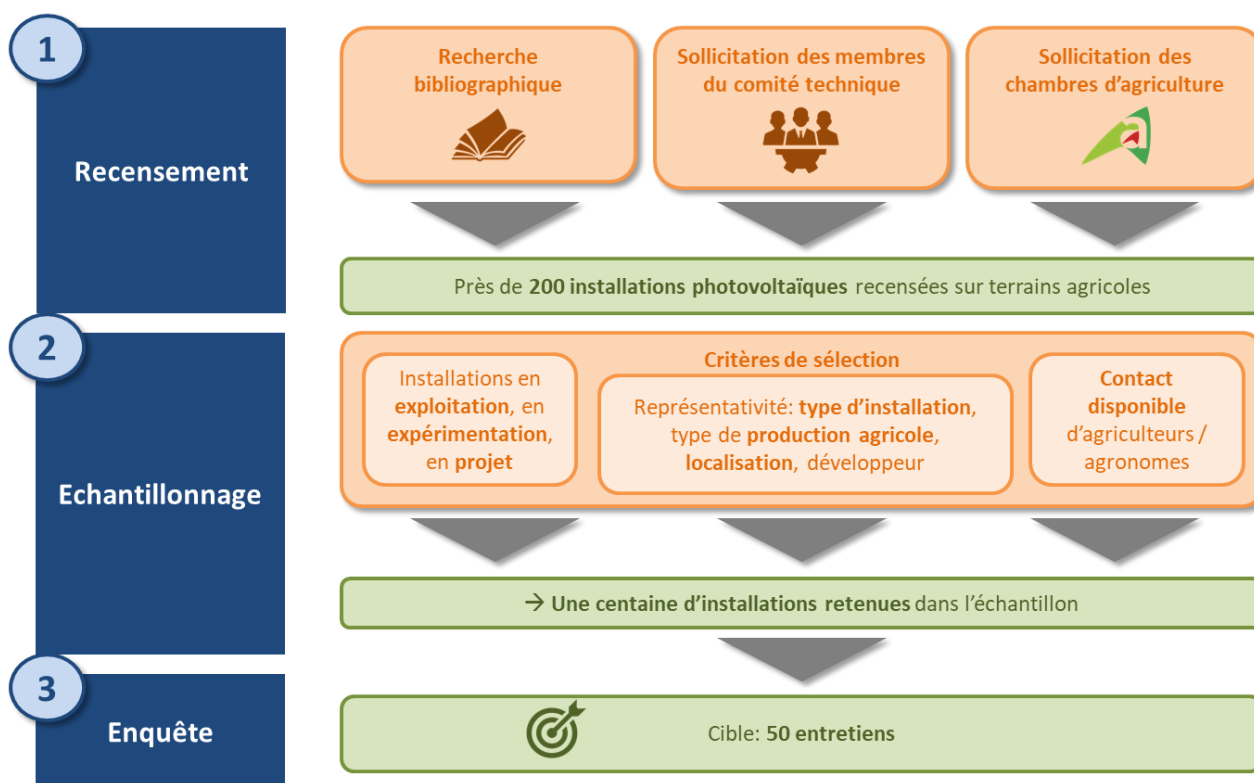 1
Recensement
Recherche
bibliographique
Sollicitation des membres
du comité technique
Sollicitation des
chambres d'agriculture
Près de 200 installations photovoltaïques recensées sur terrains agricoles
2
Echantillonnage
Critères de sélection
Installations en
exploitation, en
expérimentation,
en projet
Représentativité: type d'installation,
type de production agricole,
localisation, développeur
Contact
disponible
d'agriculteurs /
agronomes
→ Une centaine d'installations retenues dans l'échantillon
3
Enquête
Cible: 50 entretiens